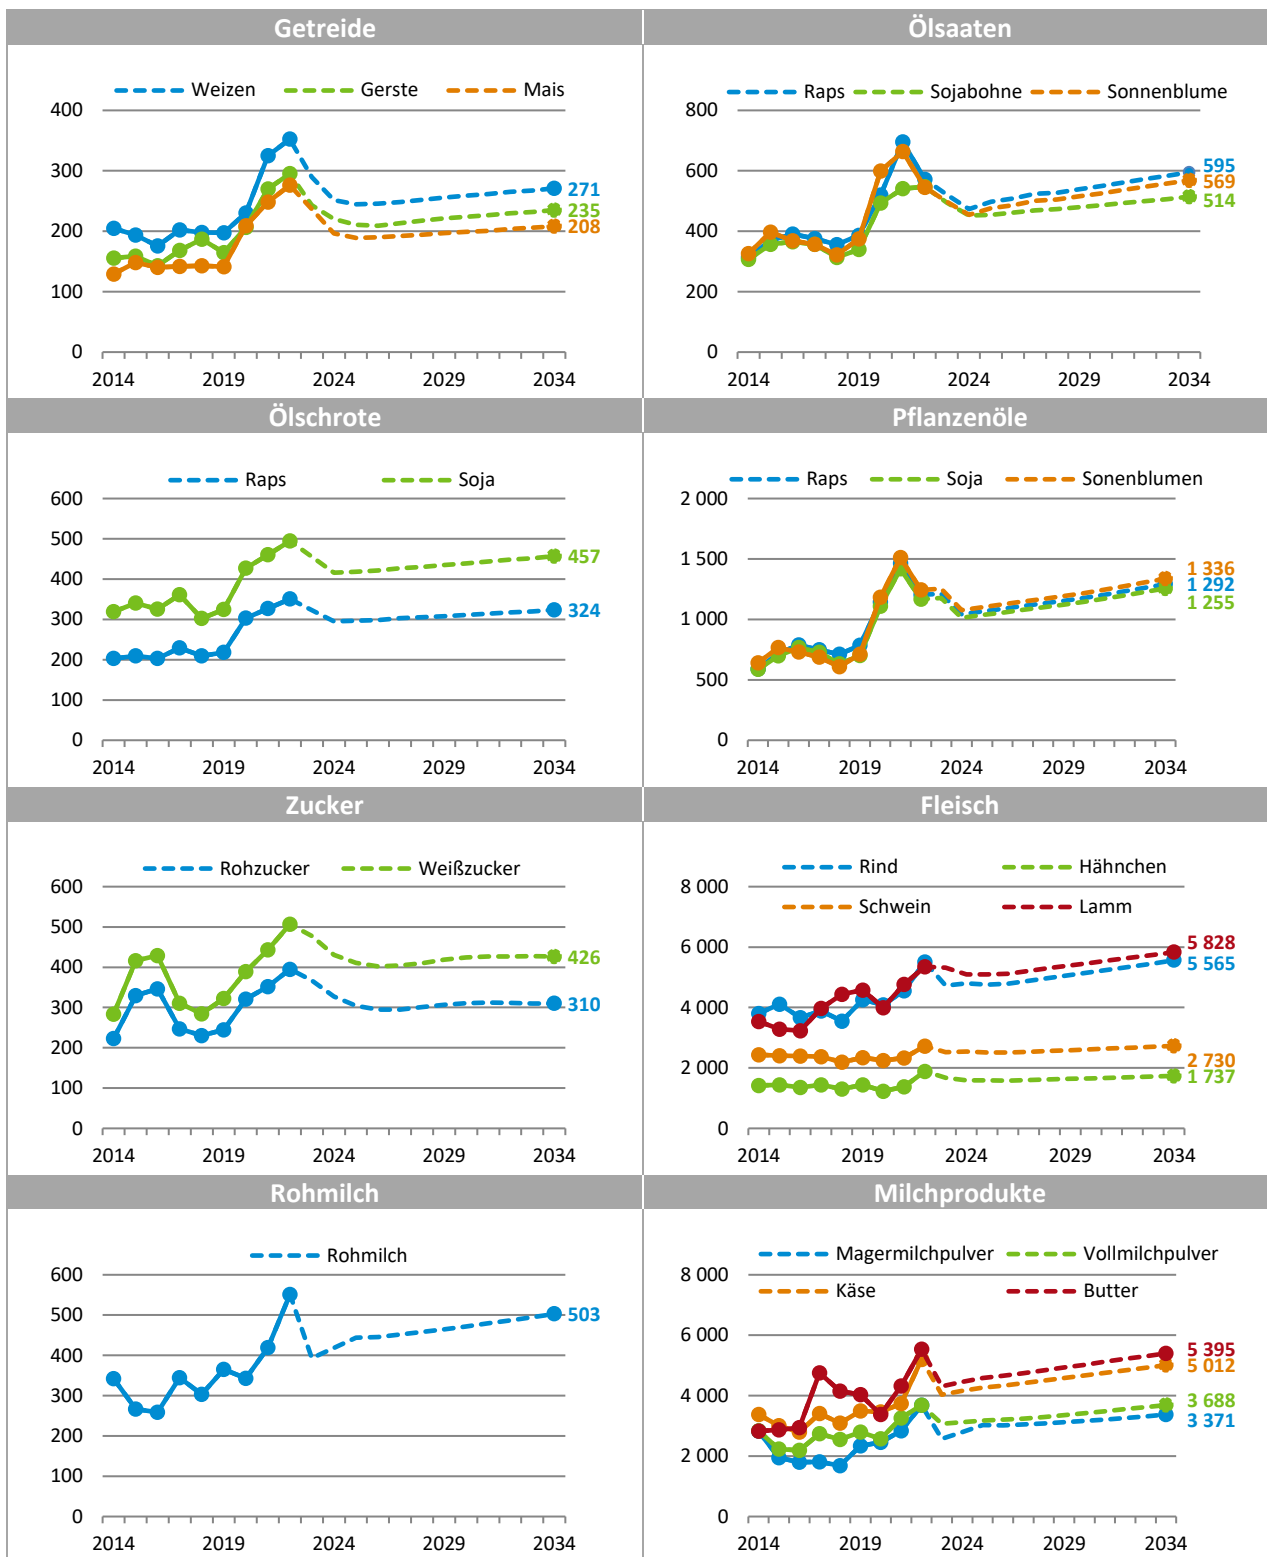 Getreide
Weizen Gerste Mais
400
300
200
100
0
271
235
208
2014 2019 2024 2029 2034
Ölsaaten
Raps Sojabohne Sonnenblume
800
600
400
200
0
595
569
514
2014 2019 2024 2029 2034
Ölschrote
Raps Soja
600
500
400
300
200
100
0
457
324
2014 2019 2024 2029 2034
Pflanzenöle
Raps Soja Sonenblumen
2 000
1 500
1 000
500
0
1 336
1 292
1 255
2014 2019 2024 2029 2034
Zucker
Rohzucker Weißzucker
600
500
400
300
200
100
0
426
310
2014 2019 2024 2029 2034
Fleisch
Rind Hähnchen
Schwein Lamm
8 000
6 000
4 000
2 000
0
5 828
5 565
2 730
1 737
2014 2019 2024 2029 2034
Rohmilch
Rohmilch
600
500
400
300
200
100
0
503
2014 2019 2024 2029 2034
Milchprodukte
Magermilchpulver Vollmilchpulver
Käse Butter
8 000
6 000
4 000
2 000
0
5 395
5 012
3 688
3 371
2014 2019 2024 2029 2034